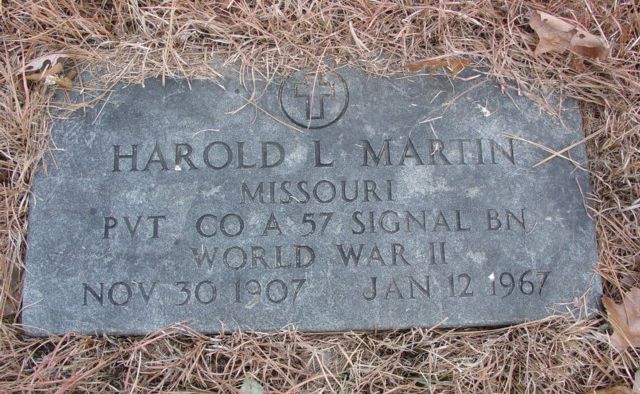 HAROLD L MARTIN
MISSOURI
PVT CO A 57 SIGNAL BN
WORLD WAR II
NOV 30 1907 JAN 12 1967